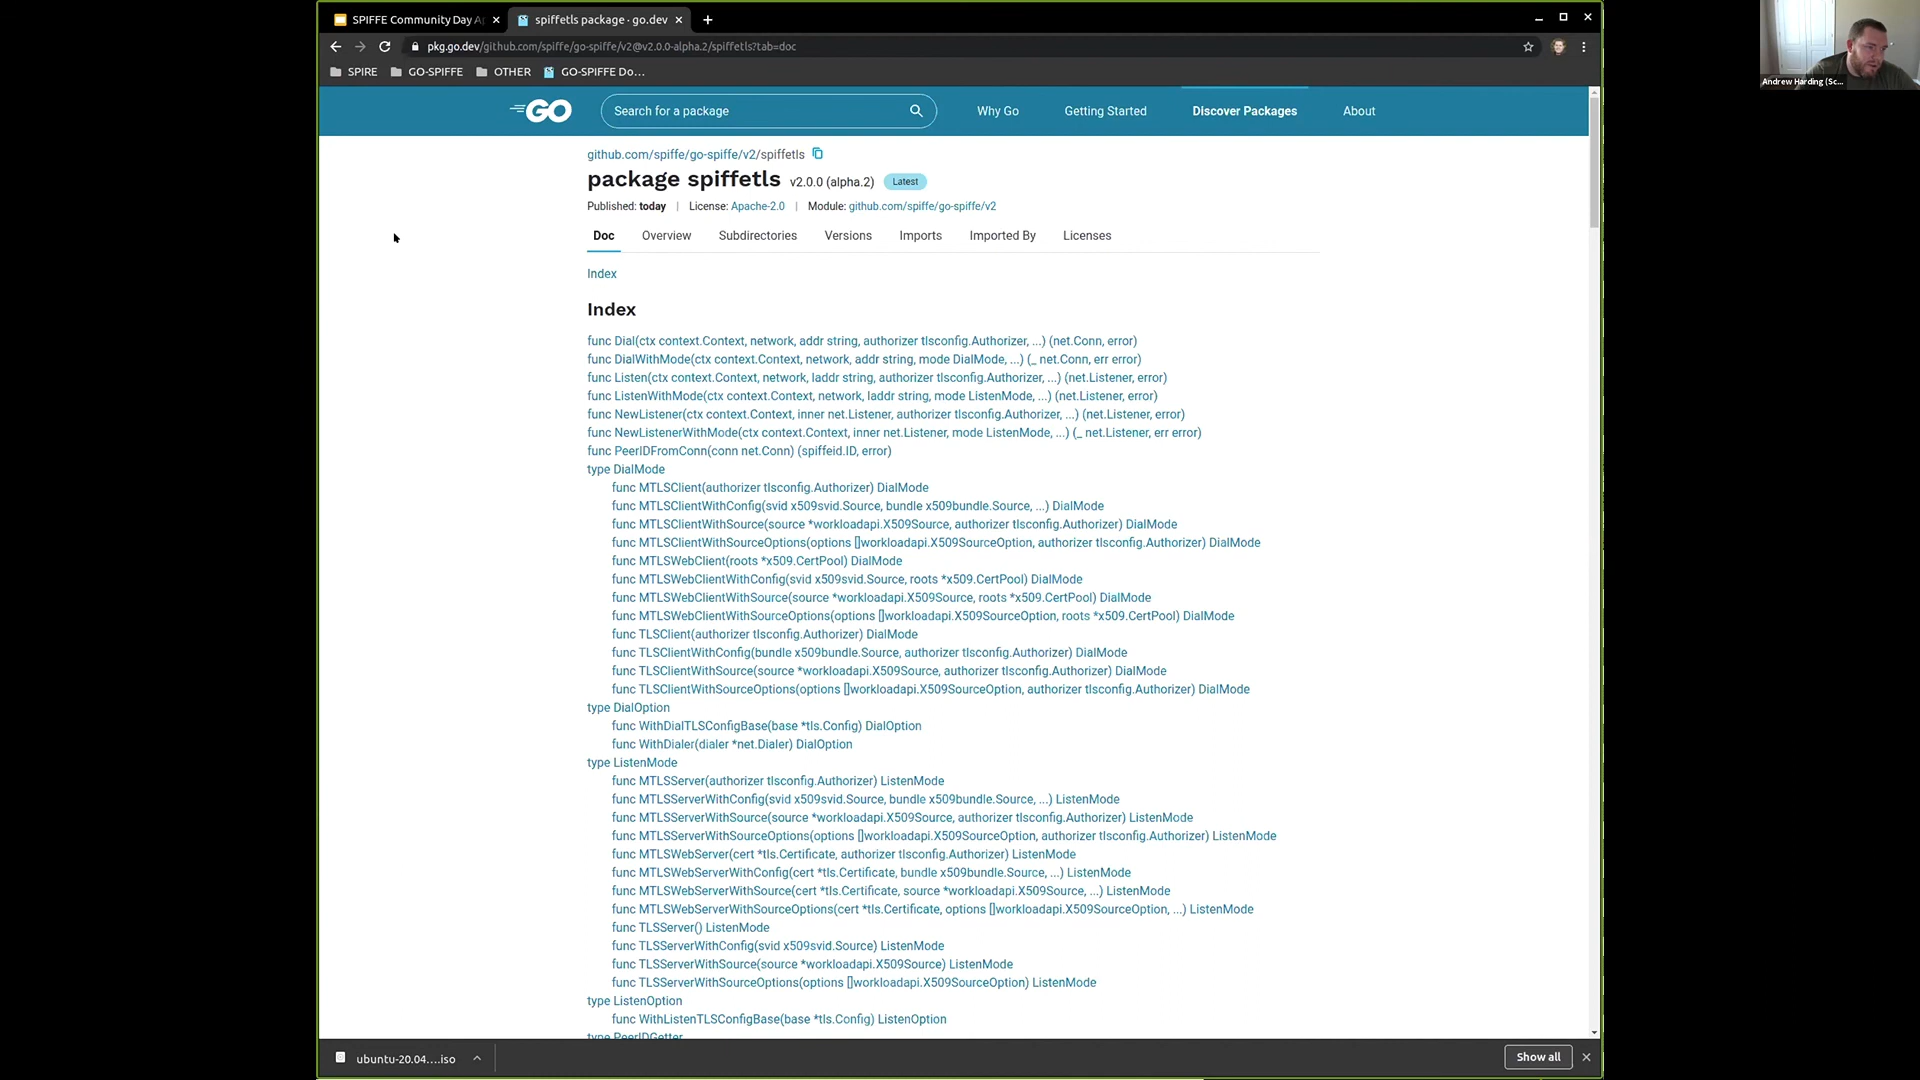 SPIFFE Community Day A
spiffetls package · go.dev
pkg.go.dev/github.com/spiffe/go-spiffe/v2@v2.0.0-alpha.2/spiffetls?tab=doc
SPIRE
GO-SPIFFE
OTHER
GO-SPIFFE Do…
Andrew Harding (Sc...
GO
Search for a package
Why Go
Getting Started
Discover Packages
About
github.com/spiffe/go-spiffe/v2/spiffetls
package spiffetls v2.0.0 (alpha.2) Latest
Published: today | License: Apache-2.0 | Module: github.com/spiffe/go-spiffe/v2
Doc
Overview
Subdirectories
Versions
Imports
Imported By
Licenses
Index
Index
func Dial(ctx context.Context, network, addr string, authorizer tlsconfig.Authorizer, ...) (net.Conn, error)
func DialWithMode(ctx context.Context, network, addr string, mode DialMode, ...) (_ net.Conn, err error)
func Listen(ctx context.Context, network, laddr string, authorizer tlsconfig.Authorizer, ...) (net.Listener, error)
func ListenWithMode(ctx context.Context, network, laddr string, mode ListenMode, ...) (net.Listener, error)
func NewListener(ctx context.Context, inner net.Listener, authorizer tlsconfig.Authorizer, ...) (net.Listener, error)
func NewListenerWithMode(ctx context.Context, inner net.Listener, mode ListenMode, ...) (_ net.Listener, err error)
func PeerIDFromConn(conn net.Conn) (spiffeid.ID, error)
type DialMode
func MTLSClient(authorizer tlsconfig.Authorizer) DialMode
func MTLSClientWithConfig(svid x509svid.Source, bundle x509bundle.Source, ...) DialMode
func MTLSClientWithSource(source *workloadapi.X509Source, authorizer tlsconfig.Authorizer) DialMode
func MTLSClientWithSourceOptions(options []workloadapi.X509SourceOption, authorizer tlsconfig.Authorizer) DialMode
func MTLSWebClient(roots *x509.CertPool) DialMode
func MTLSWebClientWithConfig(svid x509svid.Source, roots *x509.CertPool) DialMode
func MTLSWebClientWithSource(source *workloadapi.X509Source, roots *x509.CertPool) DialMode
func MTLSWebClientWithSourceOptions(options []workloadapi.X509SourceOption, roots *x509.CertPool) DialMode
func TLSClient(authorizer tlsconfig.Authorizer) DialMode
func TLSClientWithConfig(bundle x509bundle.Source, authorizer tlsconfig.Authorizer) DialMode
func TLSClientWithSource(source *workloadapi.X509Source, authorizer tlsconfig.Authorizer) DialMode
func TLSClientWithSourceOptions(options []workloadapi.X509SourceOption, authorizer tlsconfig.Authorizer) DialMode
type DialOption
func WithDialTLSConfigBase(base *tls.Config) DialOption
func WithDialer(dialer *net.Dialer) DialOption
type ListenMode
func MTLSServer(authorizer tlsconfig.Authorizer) ListenMode
func MTLSServerWithConfig(svid x509svid.Source, bundle x509bundle.Source, ...) ListenMode
func MTLSServerWithSource(source *workloadapi.X509Source, authorizer tlsconfig.Authorizer) ListenMode
func MTLSServerWithSourceOptions(options []workloadapi.X509SourceOption, authorizer tlsconfig.Authorizer) ListenMode
func MTLSWebServer(cert *tls.Certificate, authorizer tlsconfig.Authorizer) ListenMode
func MTLSWebServerWithConfig(cert *tls.Certificate, bundle x509bundle.Source, ...) ListenMode
func MTLSWebServerWithSource(cert *tls.Certificate, source *workloadapi.X509Source, ...) ListenMode
func MTLSWebServerWithSourceOptions(cert *tls.Certificate, options []workloadapi.X509SourceOption, ...) ListenMode
func TLSServer() ListenMode
func TLSServerWithConfig(svid x509svid.Source) ListenMode
func TLSServerWithSource(source *workloadapi.X509Source) ListenMode
func TLSServerWithSourceOptions(options []workloadapi.X509SourceOption) ListenMode
type ListenOption
func WithListenTLSConfigBase(base *tls.Config) ListenOption
type PeerIDGetter
ubuntu-20.04....iso
Show all